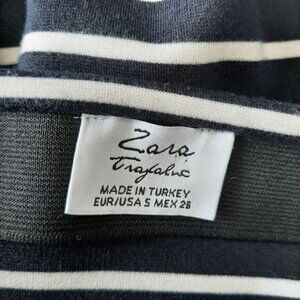 Zara
Trafaluc
MADE IN TURKEY
EUR/USA S MEX 26